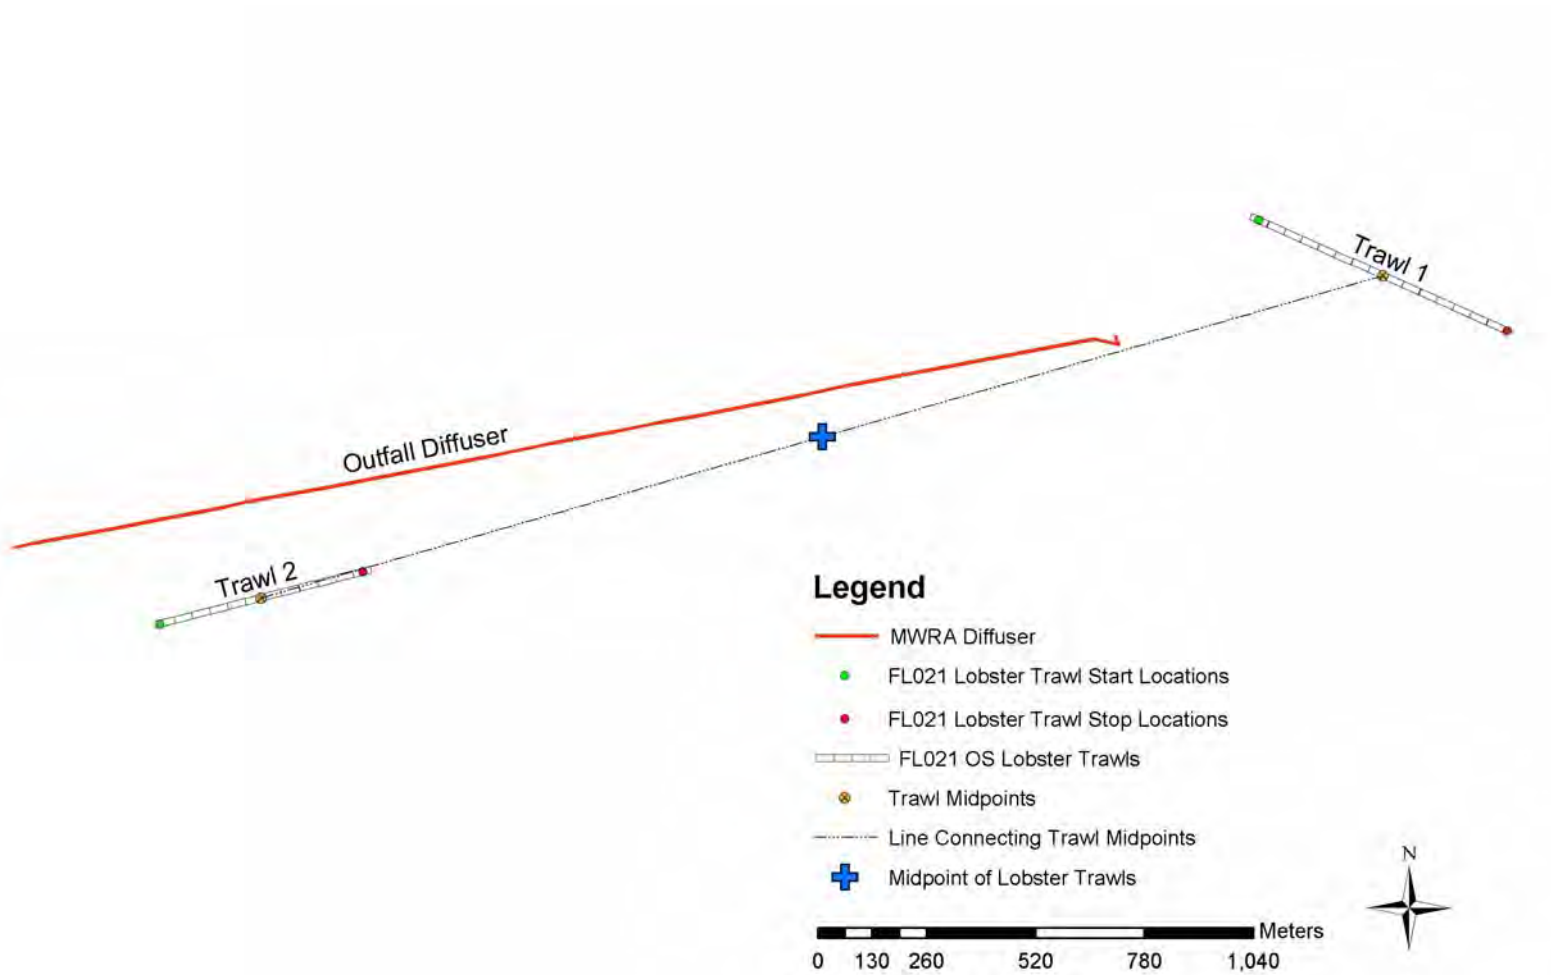 Trawl 1
Outfall Diffuser
Trawl 2
Legend
MWRA Diffuser
FL021 Lobster Trawl Start Locations
FL021 Lobster Trawl Stop Locations
FL021 OS Lobster Trawls
Trawl Midpoints
Line Connecting Trawl Midpoints
Midpoint of Lobster Trawls
N
Meters
0 130 260 520 780 1,040